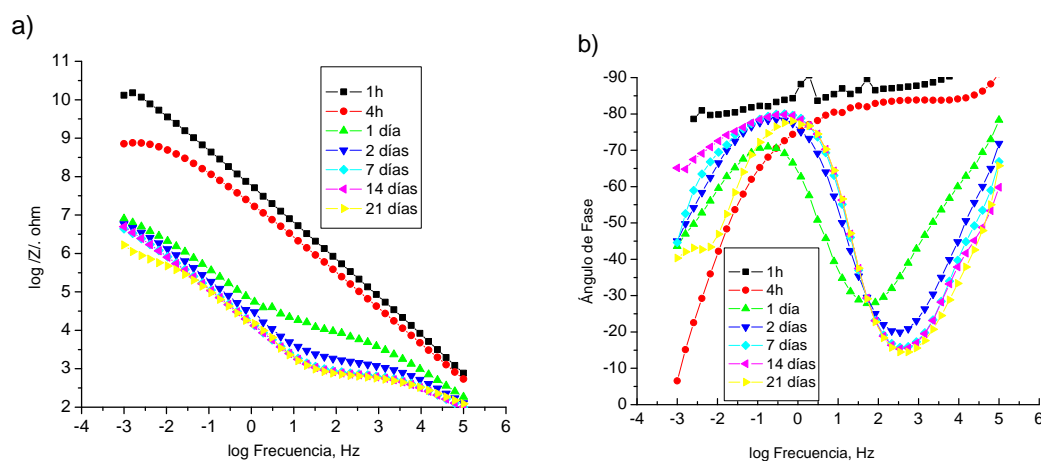 a)
log /Z/. ohm
11
10
9
8
7
6
5
4
3
2
-4 -3 -2 -1 0 1 2 3 4 5 6
log Frecuencia, Hz
1h
4h
1 día
2 días
7 días
14 días
21 días
b)
Ángulo de Fase
-90
-80
-70
-60
-50
-40
-30
-20
-10
0
-4 -3 -2 -1 0 1 2 3 4 5 6
log Frecuencia, Hz
1h
4h
1 día
2 días
7 días
14 días
21 días